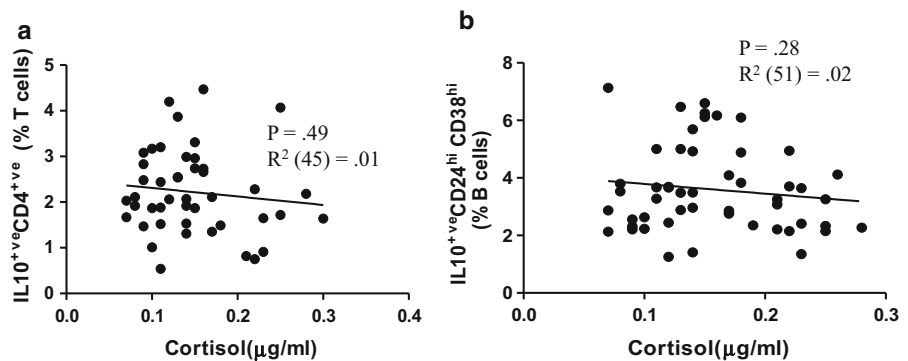 a
IL10+veCD4+ve (% T cells)
5
4
3
2
1
0
P = .49
R² (45) = .01
0.0
0.1
0.2
0.3
0.4
Cortisol(μg/ml)
b
IL10+veCD24hi CD38hi
(% B cells)
8
6
4
2
0
P = .28
R² (51) = .02
0.0
0.1
0.2
0.3
Cortisol(μg/ml)